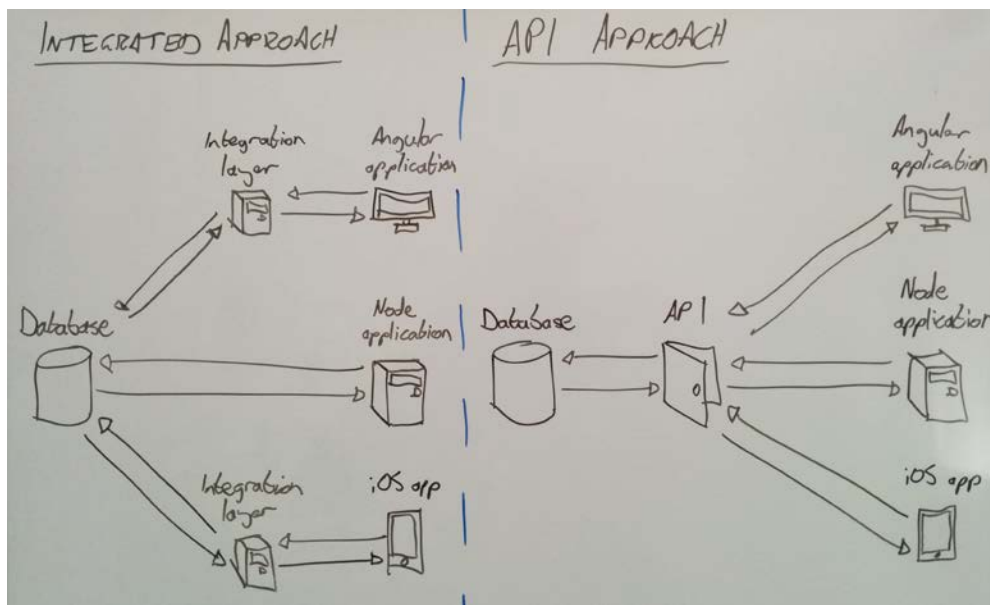 INTEGRATED APPROACH
Integration
layer
Angular
application
Database
Node
application
Integration
layer
iOS app
API APPROACH
Angular
application
Database
API
Node
application
iOS app